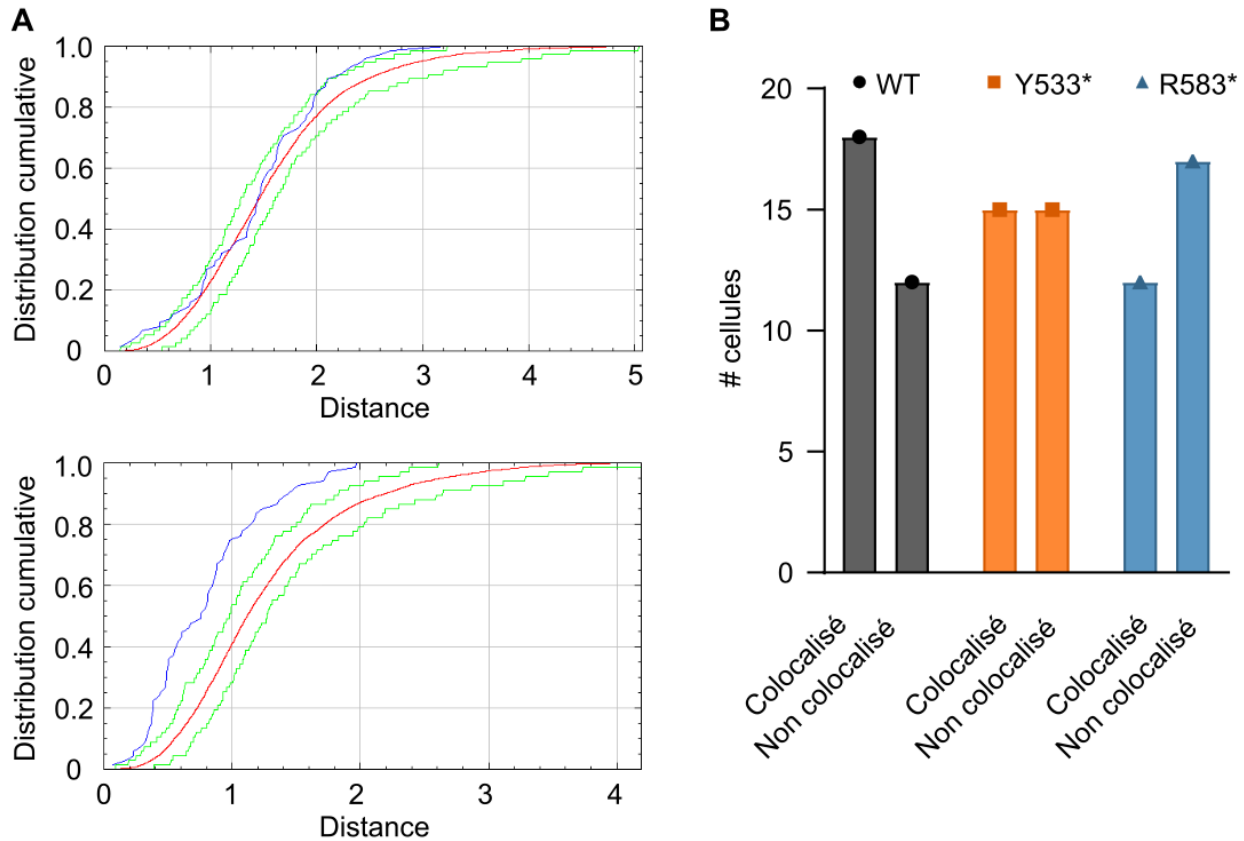 A
Distribution cumulative
1.0
0.8
0.6
0.4
0.2
0
0 1 2 3 4 5
Distance
Distribution cumulative
1.0
0.8
0.6
0.4
0.2
0
0 1 2 3 4
Distance
B
WT Y533* R583*
# cellules
20
15
10
5
0
Colocalisé
Non colocalisé
Colocalisé
Non colocalisé
Colocalisé
Non colocalisé